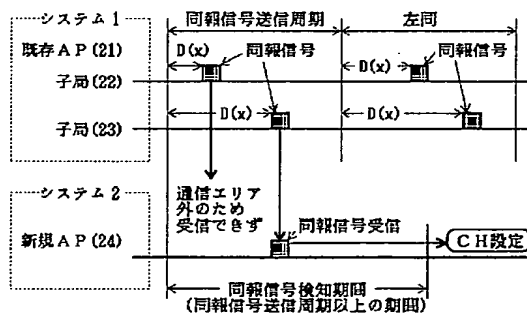 システム1
同報信号送信周期
左同
既存AP(21)
D(x)
同報信号
D(x)
同報信号
子局(22)
D(x)
D(x)
子局(23)
システム2
通信エリア
外のため
受信できず
同報信号受信
新規AP(24)
CH設定
同報信号検知期間
(同報信号送信周期以上の期間)